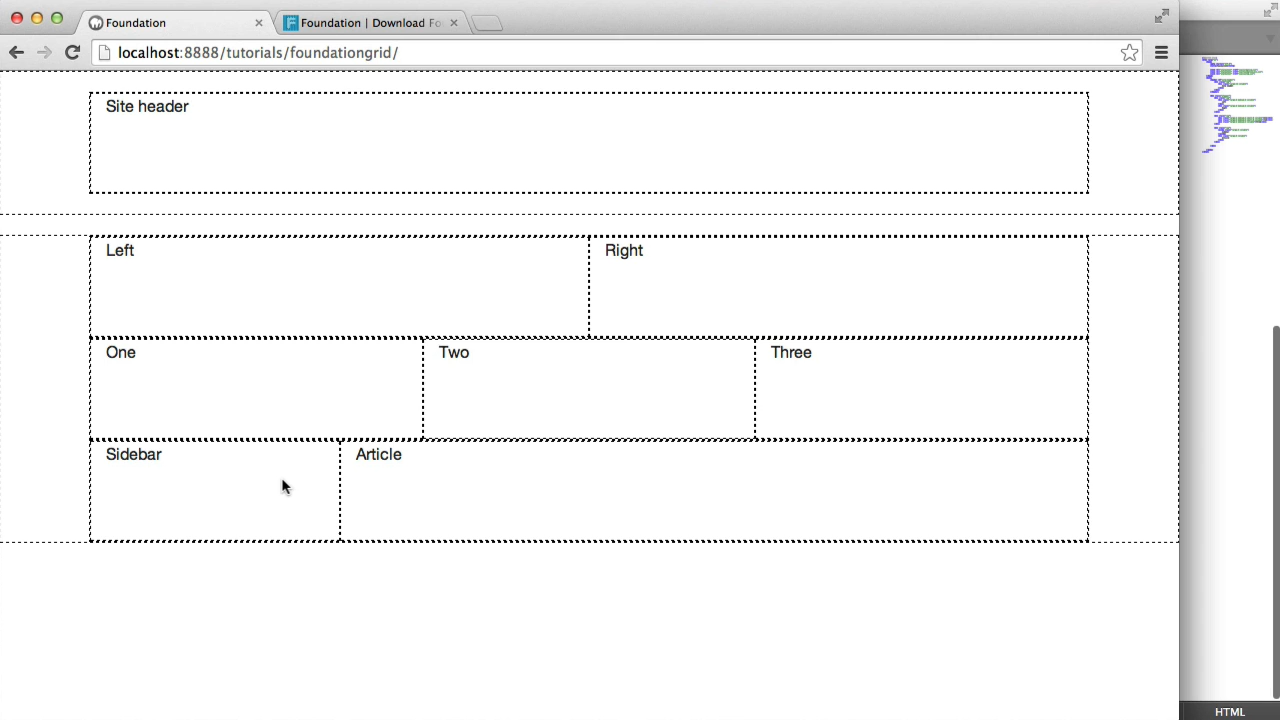 Foundation
Foundation | Download Fo
localhost:8888/tutorials/foundationgrid/
Site header
Left
Right
One
Two
Three
Sidebar
Article
HTML